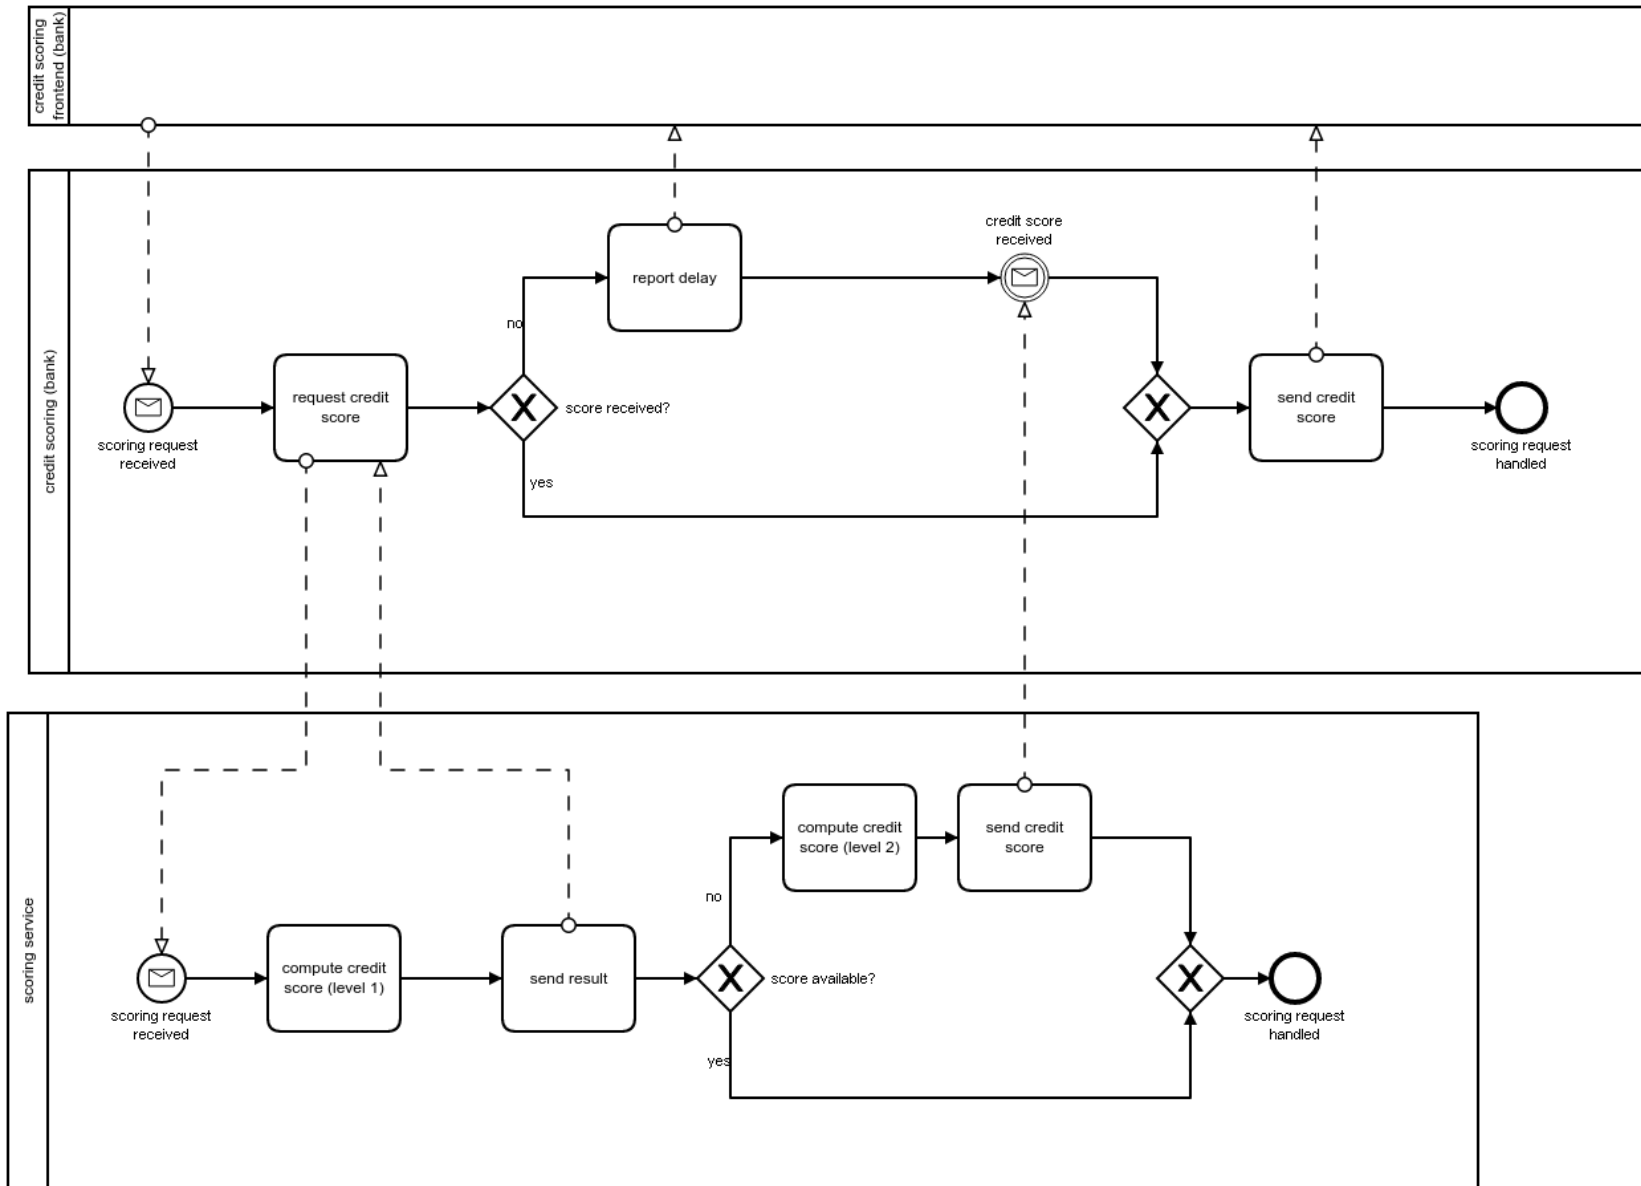 credit scoring
frontend (bank)
credit scoring (bank)
credit score
received
report delay
no
request credit
score
score received?
send credit
score
scoring request
received
scoring request
handled
yes
scoring service
compute credit
score (level 2)
send credit
score
no
compute credit
score (level 1)
send result
score available?
scoring request
received
scoring request
handled
yes